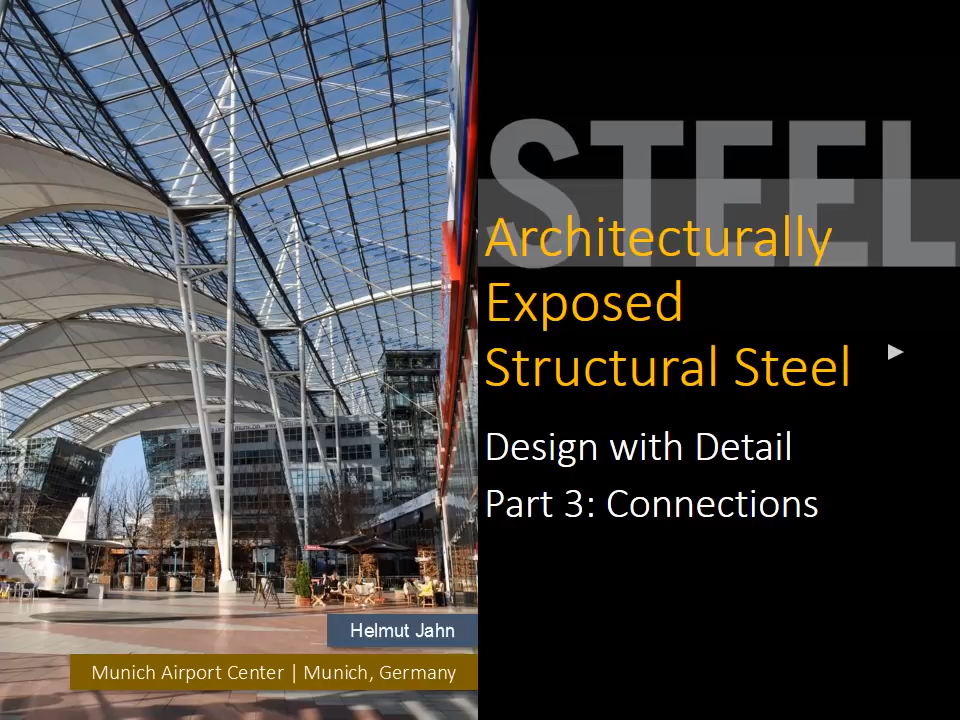 STEEL
Architecturally
Exposed
Structural Steel
Design with Detail
Part 3: Connections
Helmut Jahn
Munich Airport Center | Munich, Germany